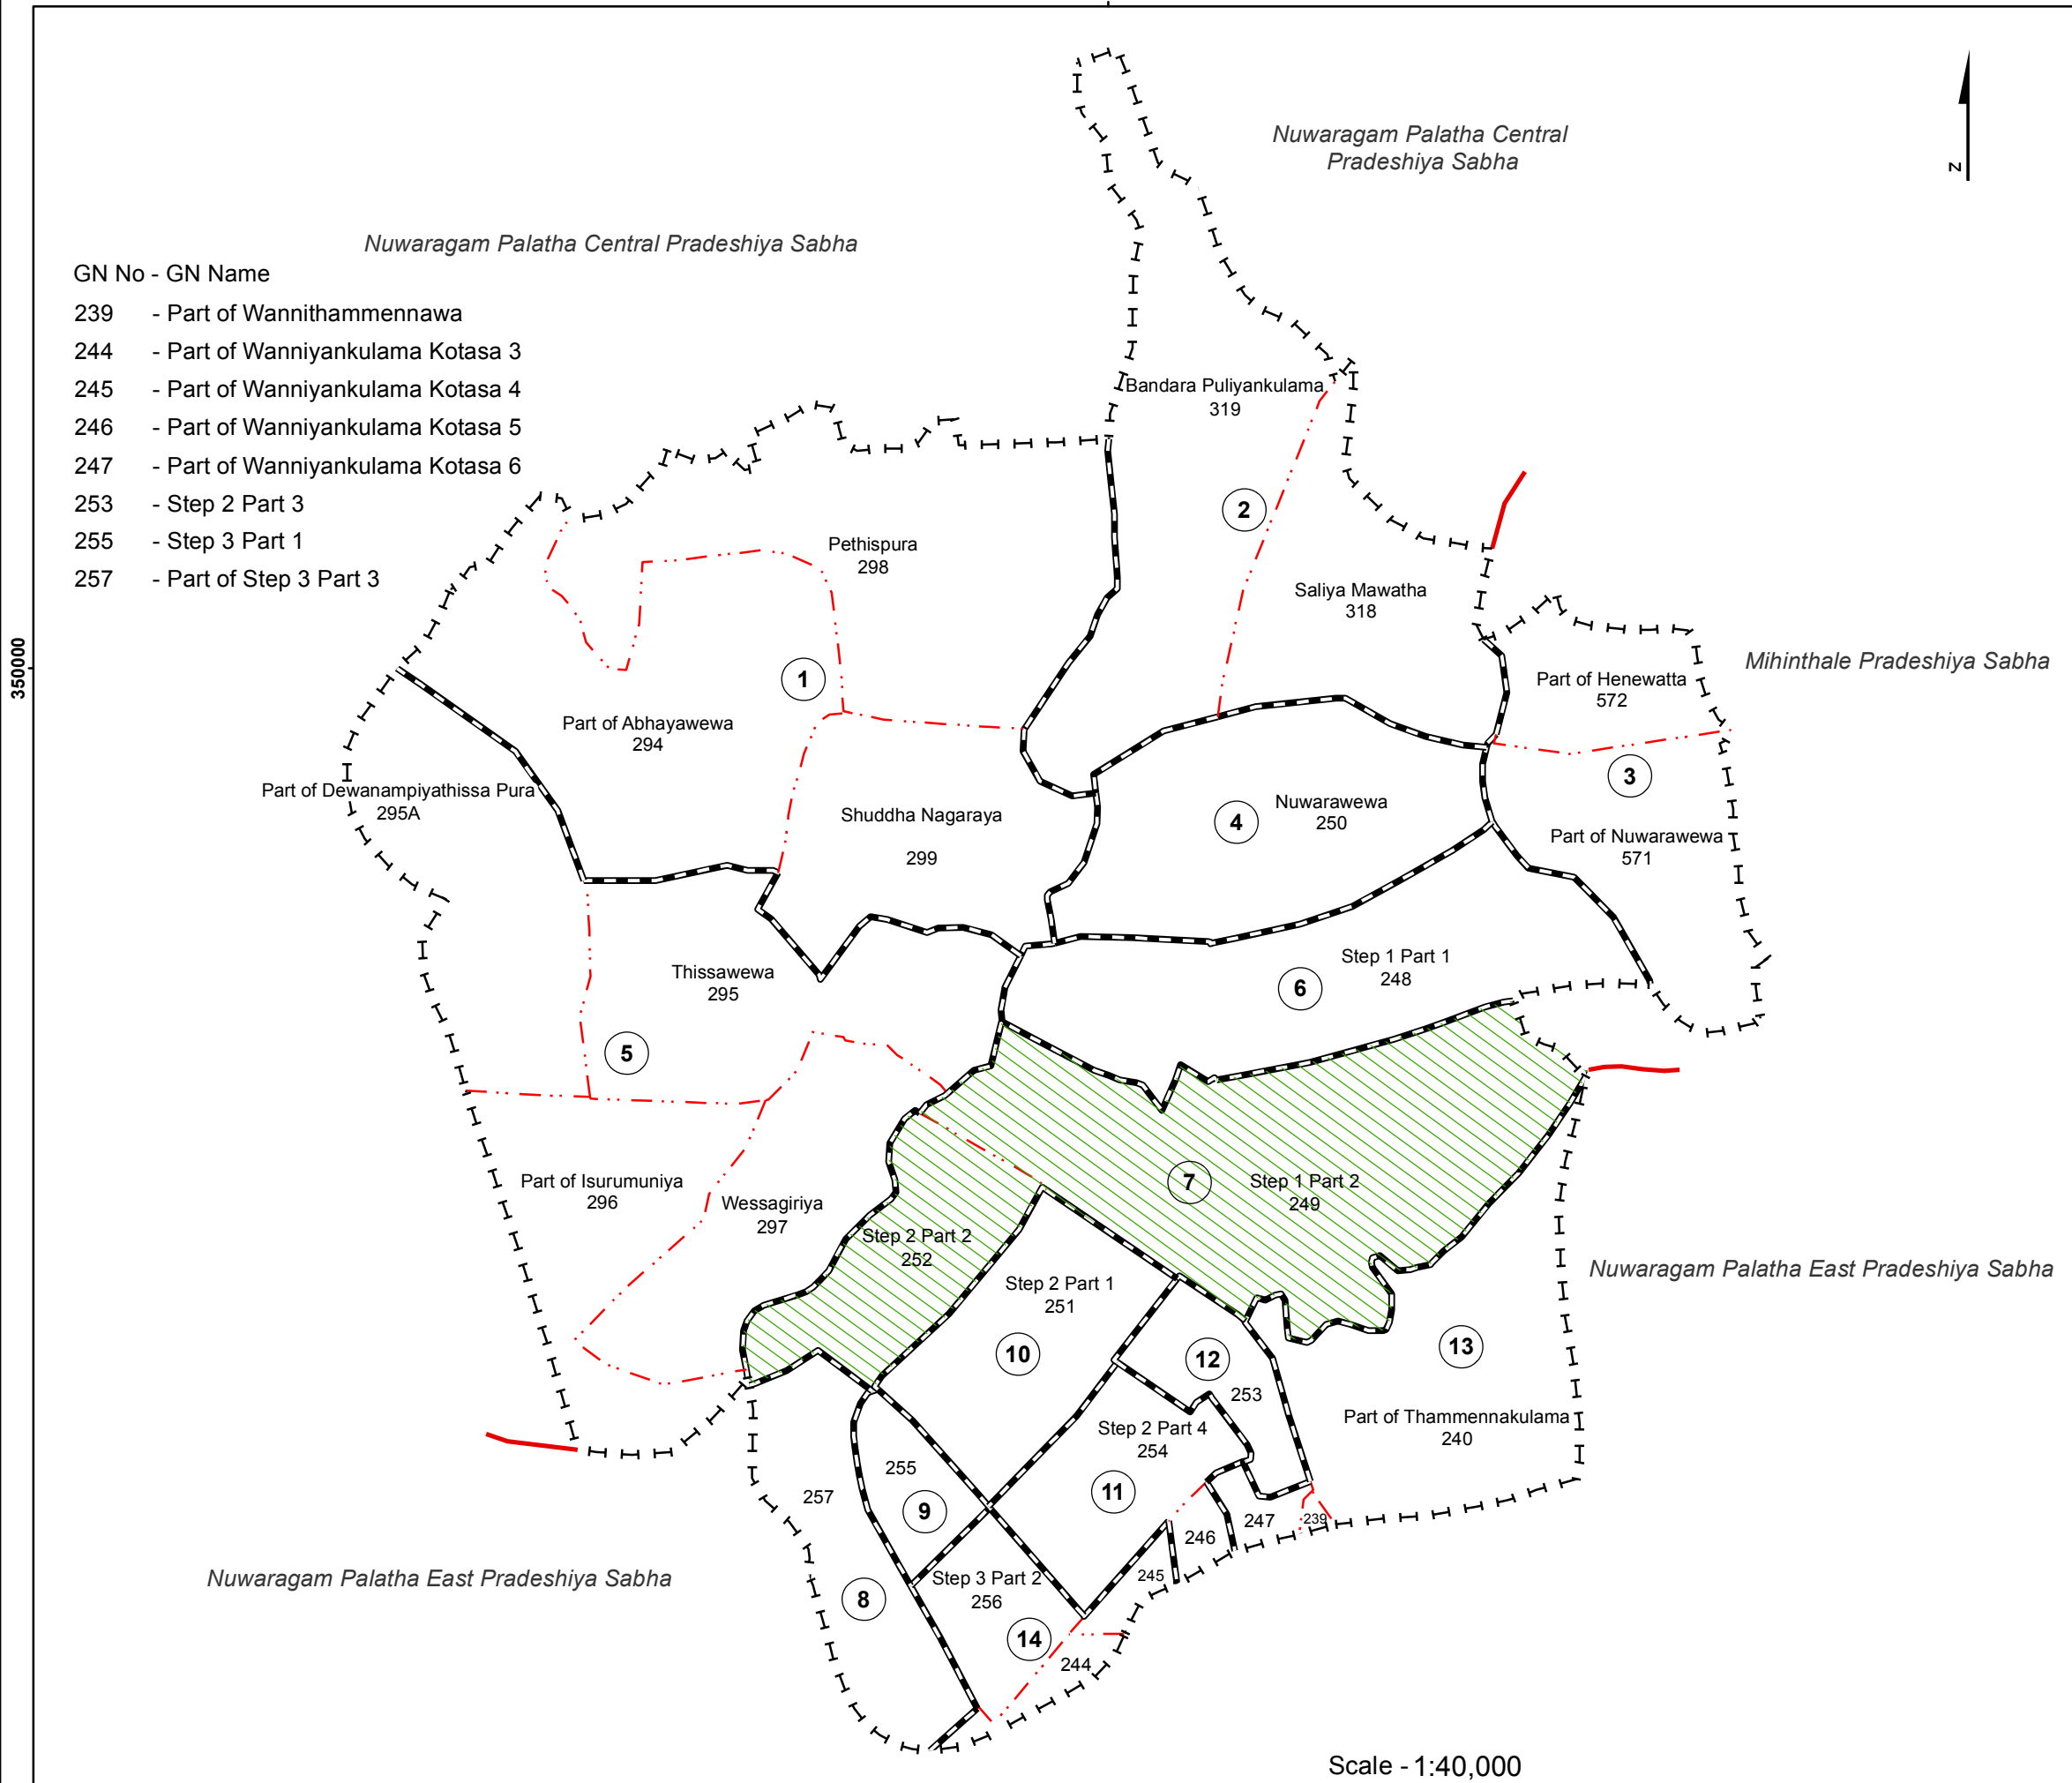 Nuwaragam Palatha Central
Pradeshiya Sabha
N
Nuwaragam Palatha Central Pradeshiya Sabha
GN No - GN Name
239 - Part of Wannithammennawa
244 - Part of Wanniyankulama Kotasa 3
245 - Part of Wanniyankulama Kotasa 4
246 - Part of Wanniyankulama Kotasa 5
247 - Part of Wanniyankulama Kotasa 6
253 - Step 2 Part 3
255 - Step 3 Part 1
257 - Part of Step 3 Part 3
Bandara Puliyankulama
319
2
Pethispura
298
Saliya Mawatha
318
350000
Mihinthale Pradeshiya Sabha
1
Part of Henewatta
572
Part of Abhayawewa
294
3
Part of Dewanampiyathissa Pura
295A
Shuddha Nagaraya
299
4
Nuwarawewa
250
Part of Nuwarawewa
571
Thissawewa
295
Step 1 Part 1
248
6
5
Part of Isurumuniya
296
Wessagiriya
297
7
Step 1 Part 2
249
Step 2 Part 2
252
Nuwaragam Palatha East Pradeshiya Sabha
Step 2 Part 1
251
10
12
13
253
Part of Thammennakulama
240
Step 2 Part 4
254
255
257
11
9
247
239
246
245
Nuwaragam Palatha East Pradeshiya Sabha
8
Step 3 Part 2
256
14
244
Scale - 1:40,000